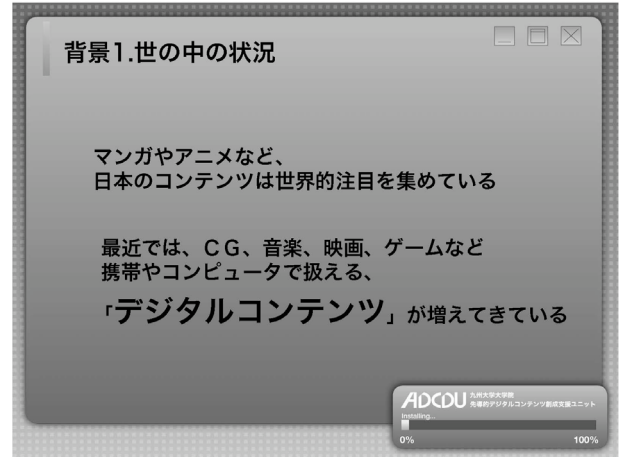 背景1.世の中の状況
マンガやアニメなど、
日本のコンテンツは世界的注目を集めている
最近では、ＣＧ、音楽、映画、ゲームなど
携帯やコンピュータで扱える、
「デジタルコンテンツ」が増えてきている
ADCDU
九州大学大学院
先導的デジタルコンテンツ創成支援ユニット
Installing...
0%
100%